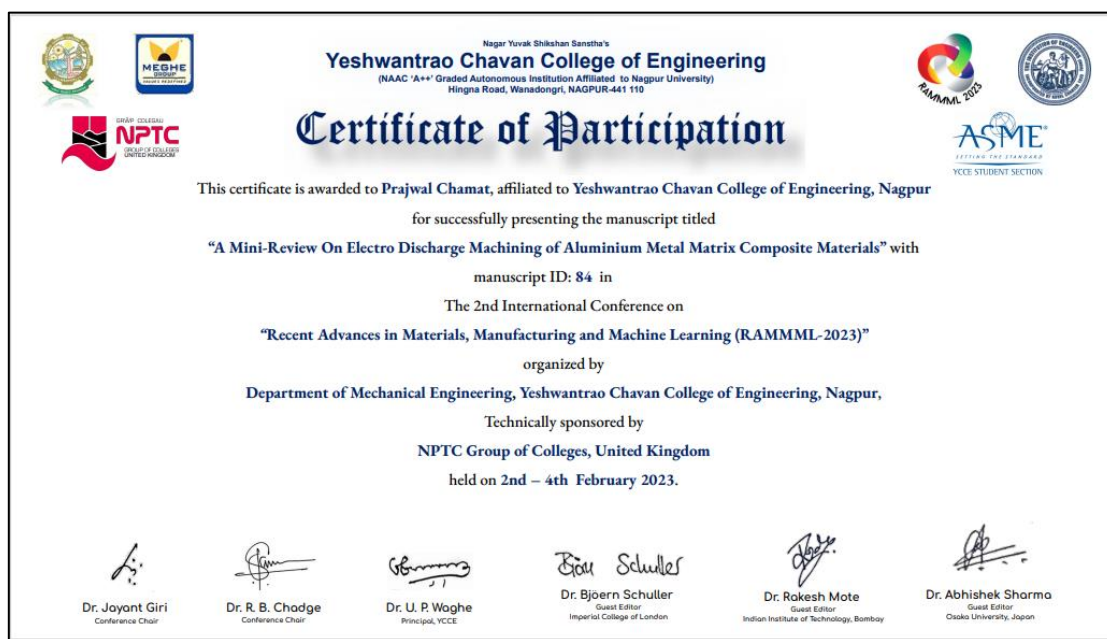 Nagar Yuvak Shikshan Sanstha's
Yeshwantrao Chavan College of Engineering
(NAAC 'A++' Graded Autonomous Institution Affiliated to Nagpur University)
Hingna Road, Wanadongri, NAGPUR-441 110
MEGHE
GROUP
VALUES REDEFINED
RAMMML 2023
GRŴP COLEGAU
NPTC
GROUP OF COLLEGES
UNITED KINGDOM
Certificate of Participation
ASME
SETTING THE STANDARD
YCCE STUDENT SECTION
This certificate is awarded to Prajwal Chamat, affiliated to Yeshwantrao Chavan College of Engineering, Nagpur
for successfully presenting the manuscript titled
“A Mini-Review On Electro Discharge Machining of Aluminium Metal Matrix Composite Materials” with
manuscript ID: 84 in
The 2nd International Conference on
“Recent Advances in Materials, Manufacturing and Machine Learning (RAMMML-2023)”
organized by
Department of Mechanical Engineering, Yeshwantrao Chavan College of Engineering, Nagpur,
Technically sponsored by
NPTC Group of Colleges, United Kingdom
held on 2nd – 4th February 2023.
Björn Schuller
Dr. Jayant Giri
Conference Chair
Dr. R. B. Chadge
Conference Chair
Dr. U. P. Waghe
Principal, YCCE
Dr. Bjöern Schuller
Guest Editor
Imperial College of London
Dr. Rakesh Mote
Guest Editor
Indian Institute of Technology, Bombay
Dr. Abhishek Sharma
Guest Editor
Osaka University, Japan